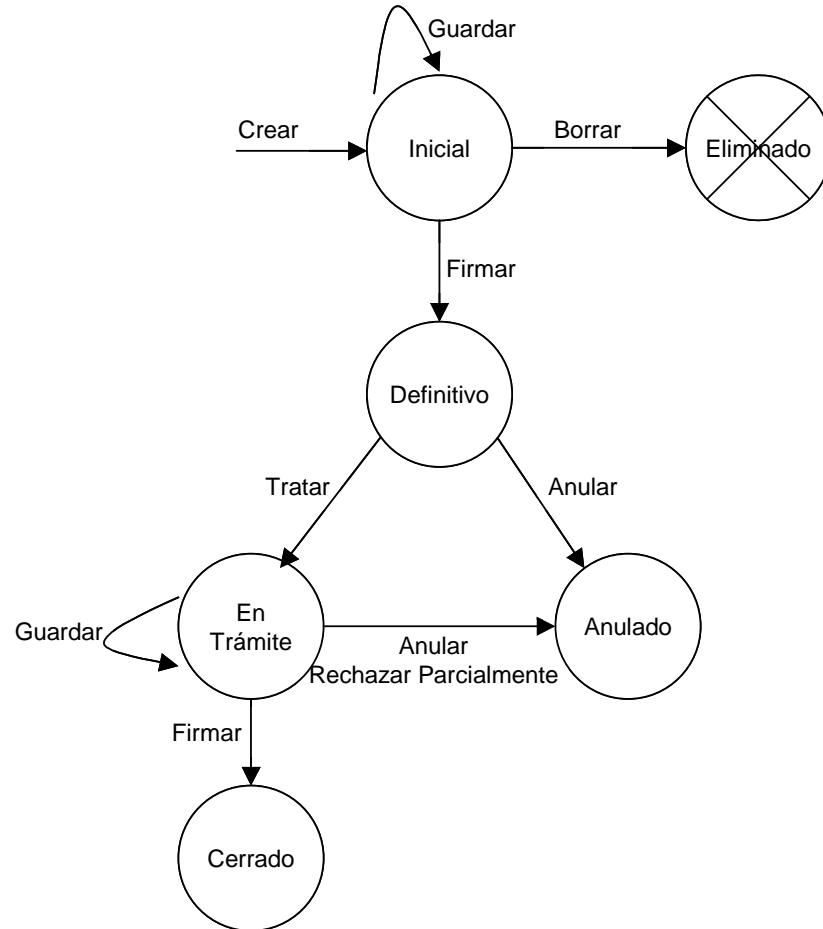 Guardar
Crear
Inicial
Borrar
Eliminado
Firmar
Definitivo
Tratar
Anular
En
Trámite
Guardar
Anular
Rechazar Parcialmente
Anulado
Firmar
Cerrado